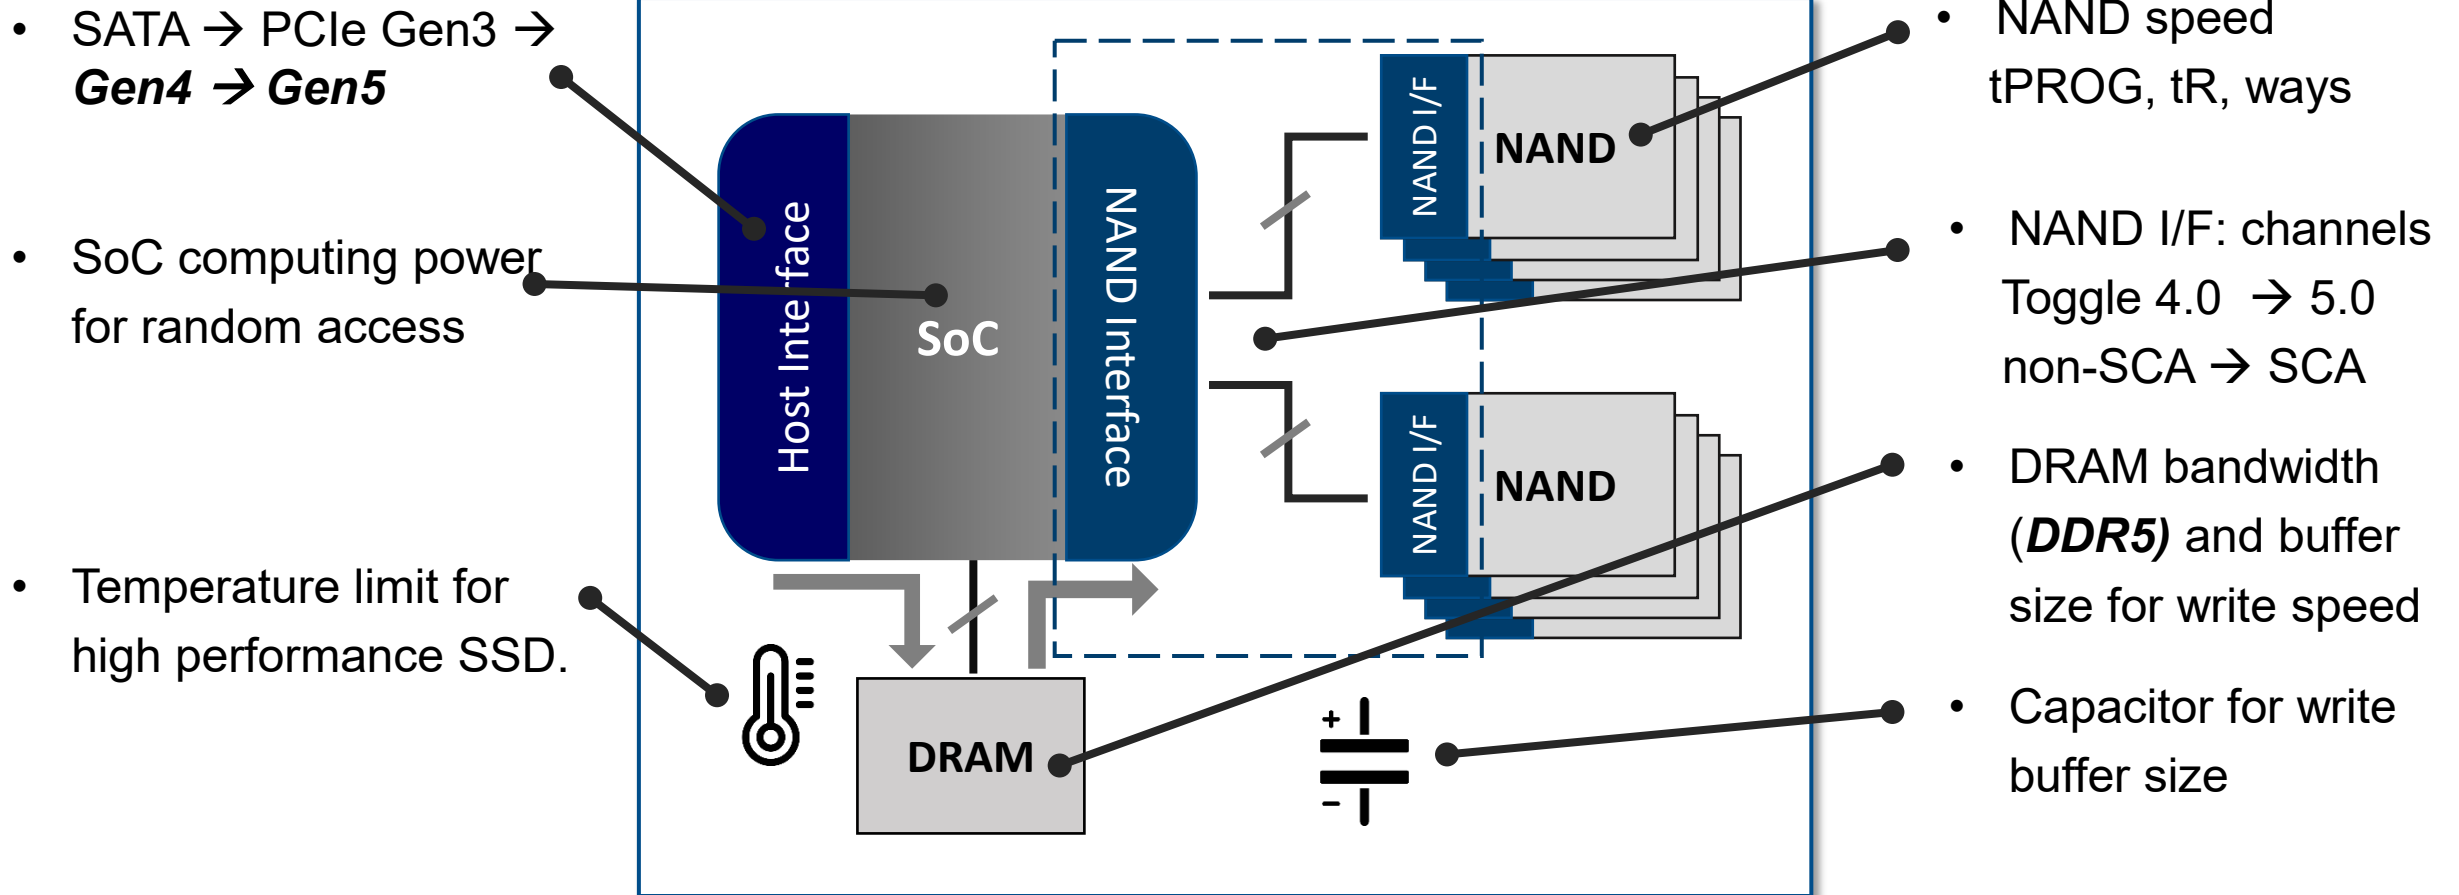 • SATA → PCIe Gen3 →
Gen4 → Gen5
• SoC computing power
for random access
• Temperature limit for
high performance SSD.
Host Interface
SoC
NAND Interface
NAND I/F
NAND
NAND I/F
NAND
DRAM
+
−
• NAND speed
tPROG, tR, ways
• NAND I/F: channels
Toggle 4.0 → 5.0
non-SCA → SCA
• DRAM bandwidth
(DDR5) and buffer
size for write speed
• Capacitor for write
buffer size